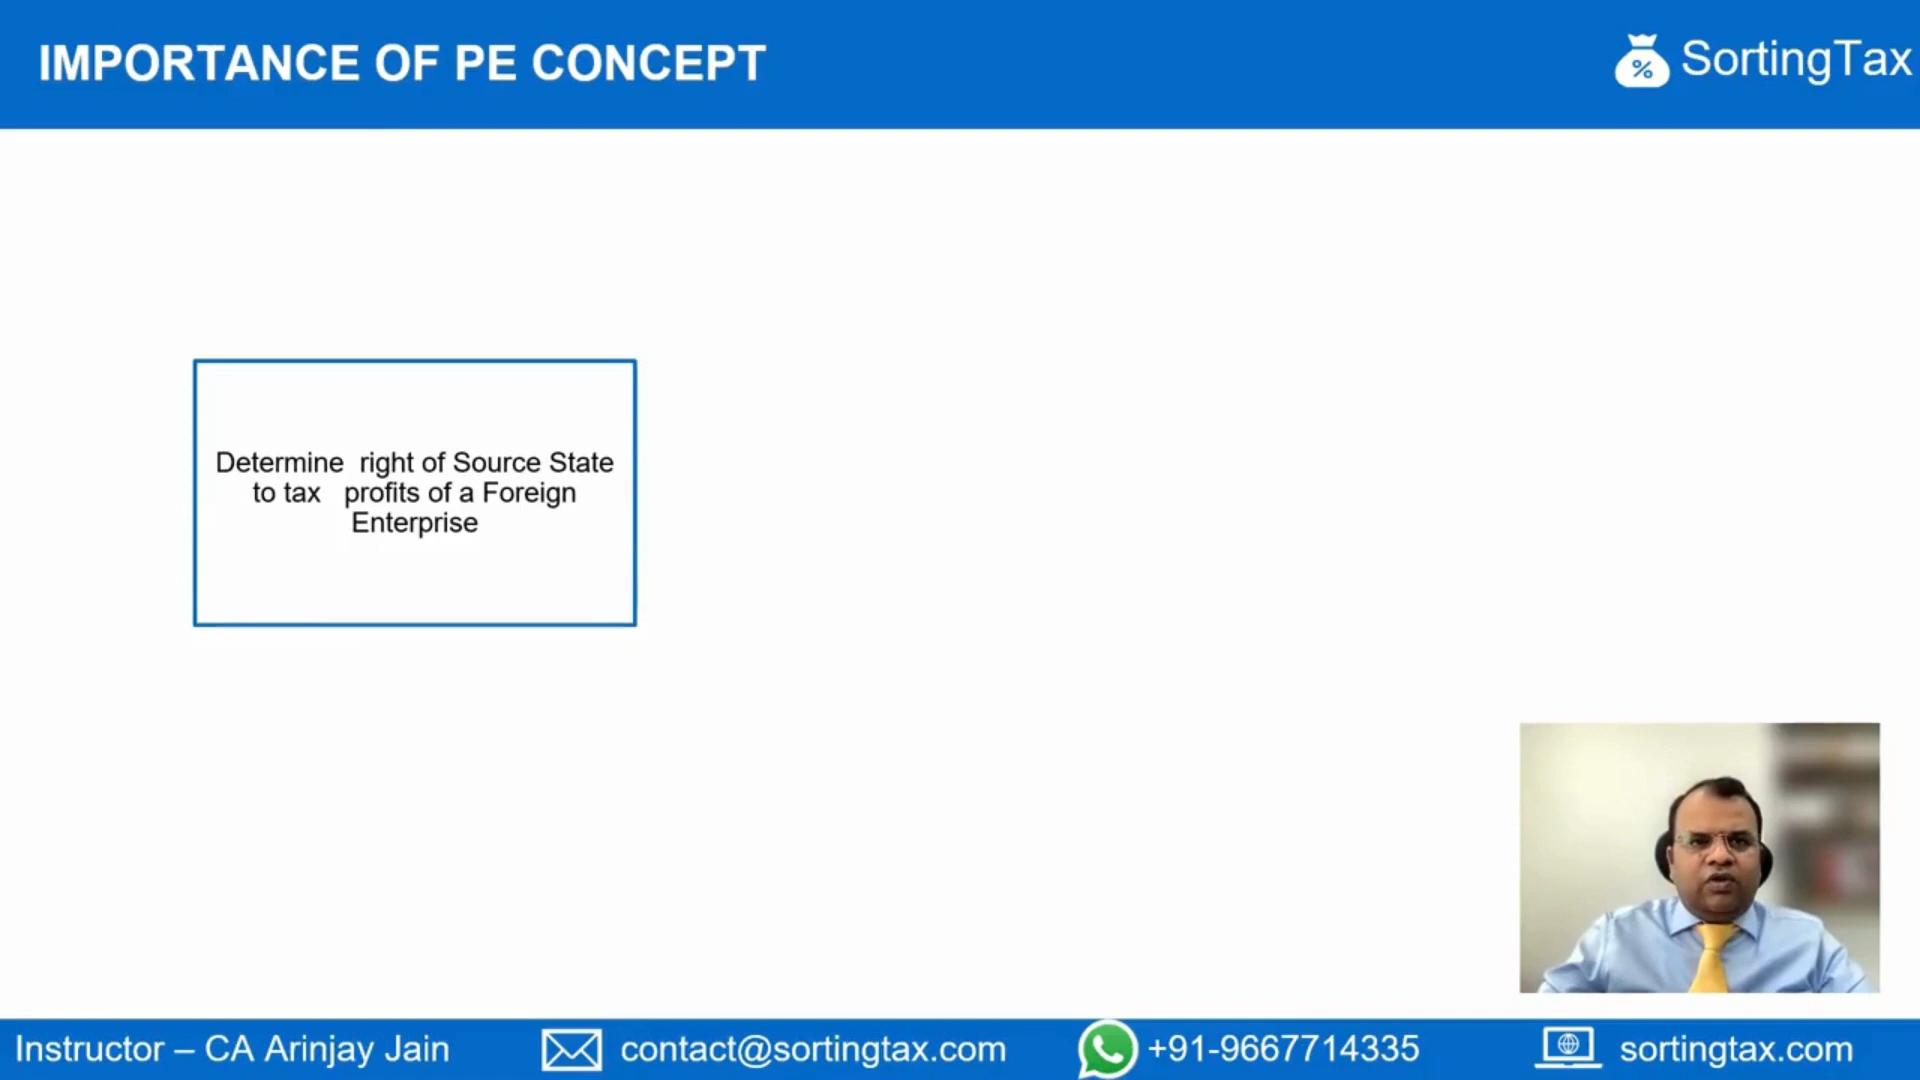 IMPORTANCE OF PE CONCEPT
SortingTax
Determine right of Source State
to tax profits of a Foreign
Enterprise
Instructor – CA Arinjay Jain
contact@sortingtax.com
+91-9667714335
sortingtax.com